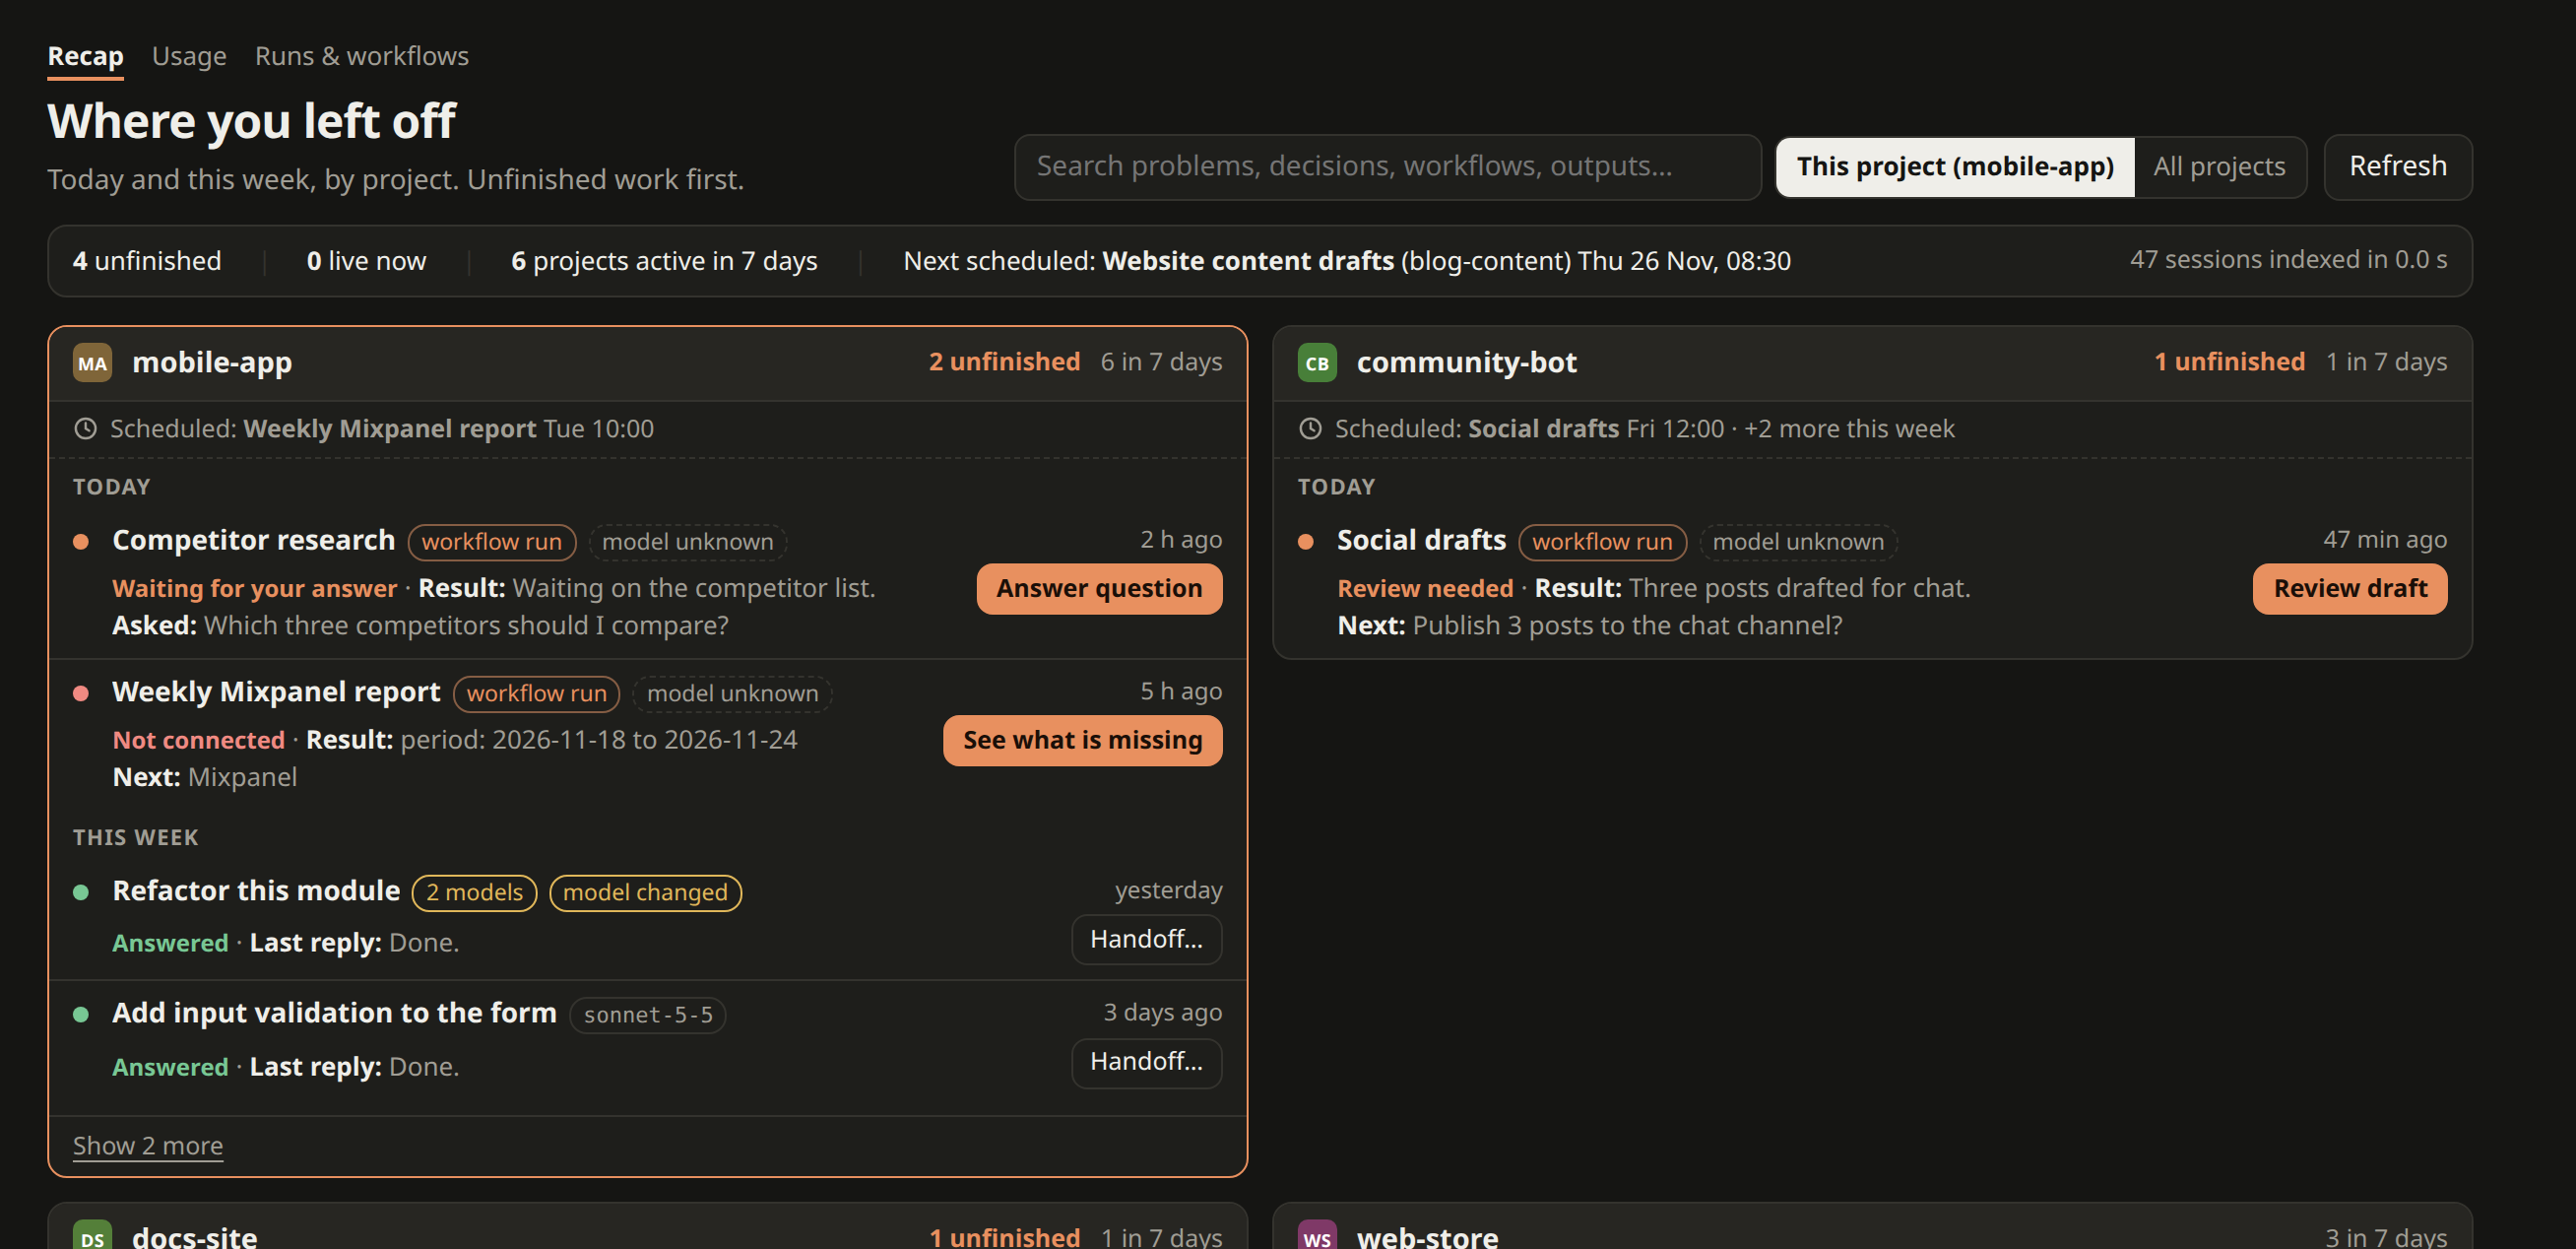 Recap Usage Runs & workflows
Where you left off
Today and this week, by project. Unfinished work first.
Search problems, decisions, workflows, outputs... This project (mobile-app) All projects Refresh
4 unfinished 0 live now 6 projects active in 7 days Next scheduled: Website content drafts (blog-content) Thu 26 Nov, 08:30 47 sessions indexed in 0.0 s
MA mobile-app 2 unfinished 6 in 7 days
Scheduled: Weekly Mixpanel report Tue 10:00
TODAY
Competitor research workflow run model unknown 2 h ago
Waiting for your answer · Result: Waiting on the competitor list. Answer question
Asked: Which three competitors should I compare?
Weekly Mixpanel report workflow run model unknown 5 h ago
Not connected · Result: period: 2026-11-18 to 2026-11-24 See what is missing
Next: Mixpanel
THIS WEEK
Refactor this module 2 models model changed yesterday
Answered · Last reply: Done. Handoff...
Add input validation to the form sonnet-5-5 3 days ago
Answered · Last reply: Done. Handoff...
Show 2 more
CB community-bot 1 unfinished 1 in 7 days
Scheduled: Social drafts Fri 12:00 · +2 more this week
TODAY
Social drafts workflow run model unknown 47 min ago
Review needed · Result: Three posts drafted for chat. Review draft
Next: Publish 3 posts to the chat channel?
DS docs-site 1 unfinished 1 in 7 days
WS web-store 3 in 7 days